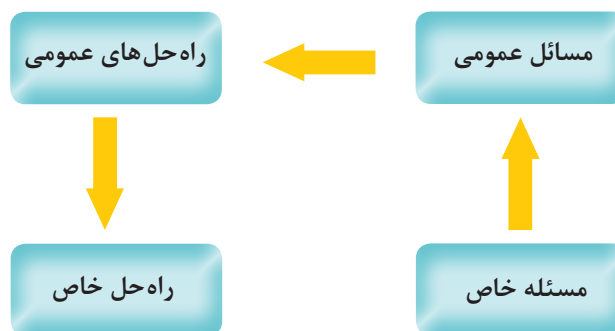 مسائل عمومی
راه‌حل‌های عمومی
مسئله خاص
راه‌حل خاص